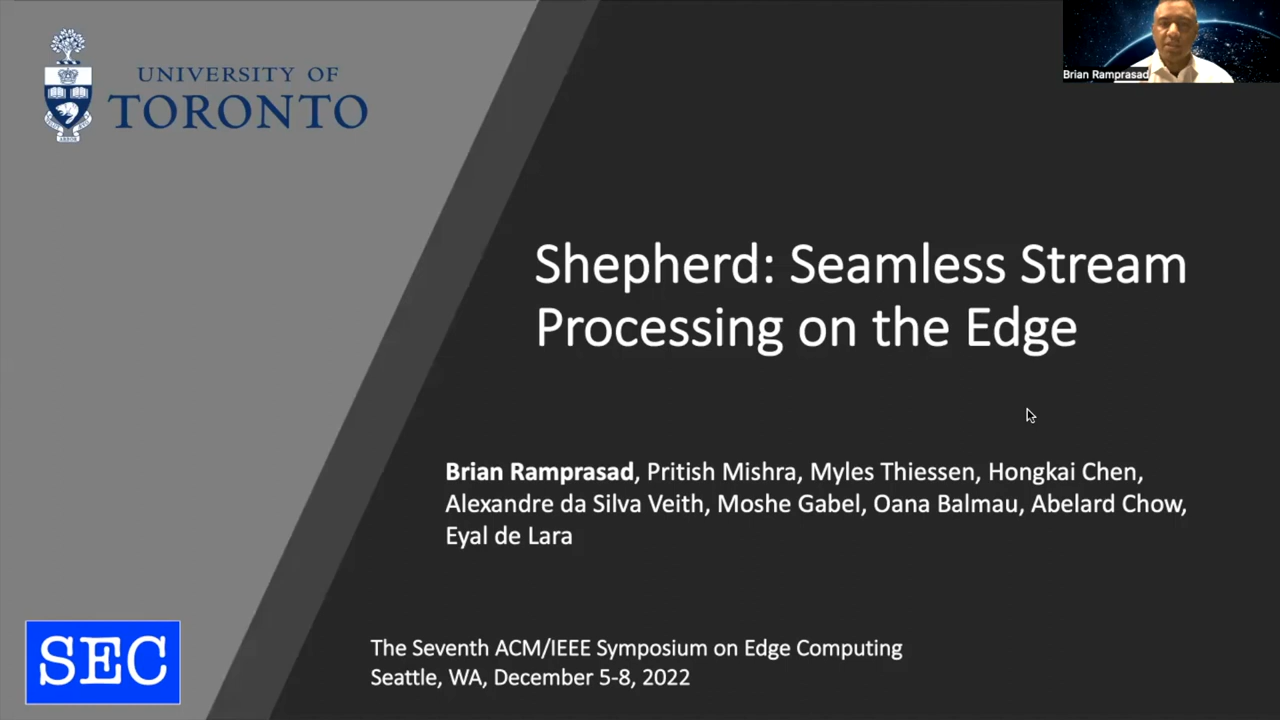 UNIVERSITY OF
TORONTO
Brian Ramprasad
Shepherd: Seamless Stream
Processing on the Edge
Brian Ramprasad, Pritish Mishra, Myles Thiessen, Hongkai Chen,
Alexandre da Silva Veith, Moshe Gabel, Oana Balmau, Abelard Chow,
Eyal de Lara
SEC
The Seventh ACM/IEEE Symposium on Edge Computing
Seattle, WA, December 5-8, 2022